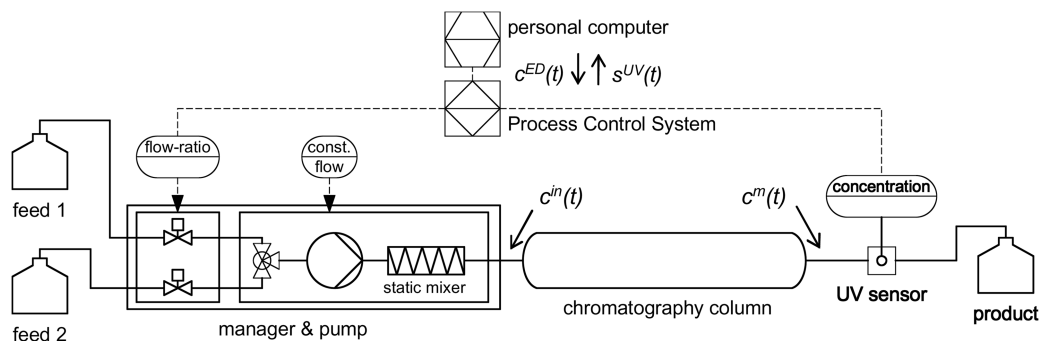 personal computer
c^ED(t) ↓ ↑ s^UV(t)
Process Control System
flow-ratio
const.
flow
feed 1
c^in(t)
c^m(t)
concentration
static mixer
chromatography column
UV sensor
product
manager & pump
feed 2